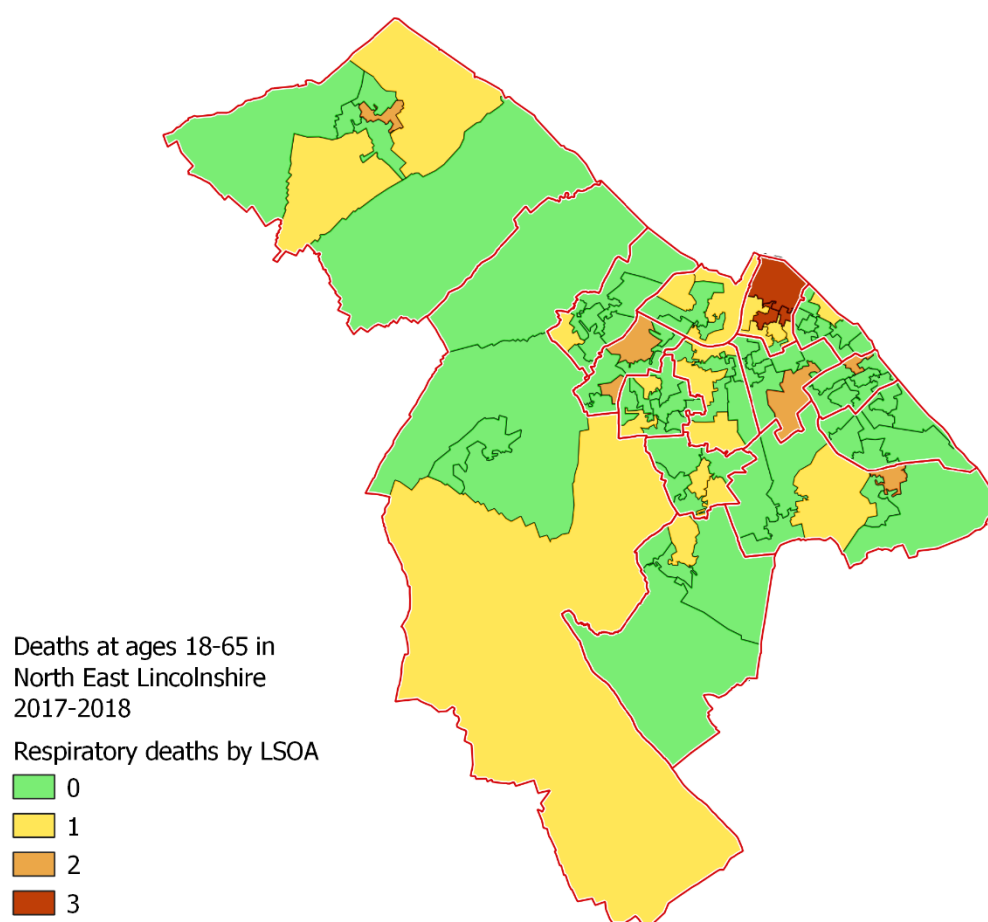 Deaths at ages 18-65 in
North East Lincolnshire
2017-2018
Respiratory deaths by LSOA
0
1
2
3